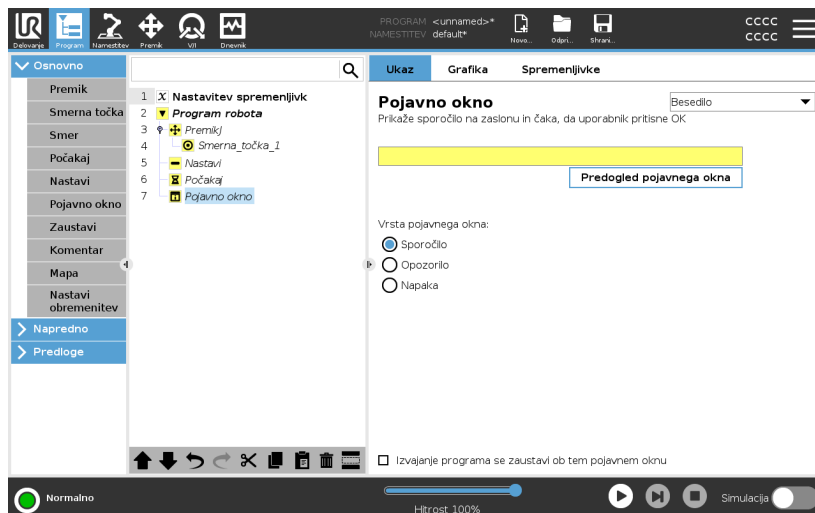 UR
PROGRAM <unnamed>*
NAMESTITEV default*
CCCC
CCCC
Delovanje
Program
Namestitev
Premik
V/I
Dnevnik
Novo...
Odpri...
Shrani...
Osnovno
Premik
Smerna točka
Smer
Počakaj
Nastavi
Pojavno okno
Zaustavi
Komentar
Mapa
Nastavi
obremenitev
Napredno
Predloge
1 X Nastavitev spremenljivk
2 Program robota
3 PremikJ
4 Smerna_točka_1
5 Nastavi
6 Počakaj
7 Pojavno okno
Ukaz Grafika Spremenljivke
Pojavno okno
Besedilo
Prikaže sporočilo na zaslonu in čaka, da uporabnik pritisne OK
Predogled pojavnega okna
Vrsta pojavnega okna:
Sporočilo
Opozorilo
Napaka
Izvajanje programa se zaustavi ob tem pojavnem oknu
Normalno
Hitrost 100%
Simulacija